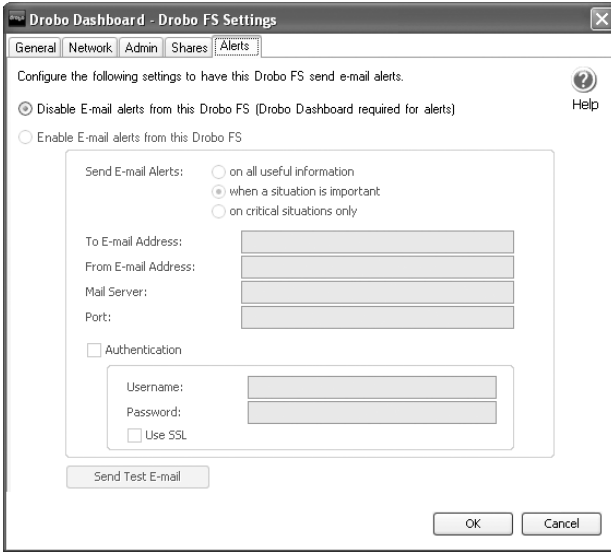 Drobo Dashboard - Drobo FS Settings
General Network Admin Shares Alerts
Configure the following settings to have this Drobo FS send e-mail alerts.
Help
Disable E-mail alerts from this Drobo FS (Drobo Dashboard required for alerts)
Enable E-mail alerts from this Drobo FS
Send E-mail Alerts: on all useful information
when a situation is important
on critical situations only
To E-mail Address:
From E-mail Address:
Mail Server:
Port:
Authentication
Username:
Password:
Use SSL
Send Test E-mail
OK Cancel